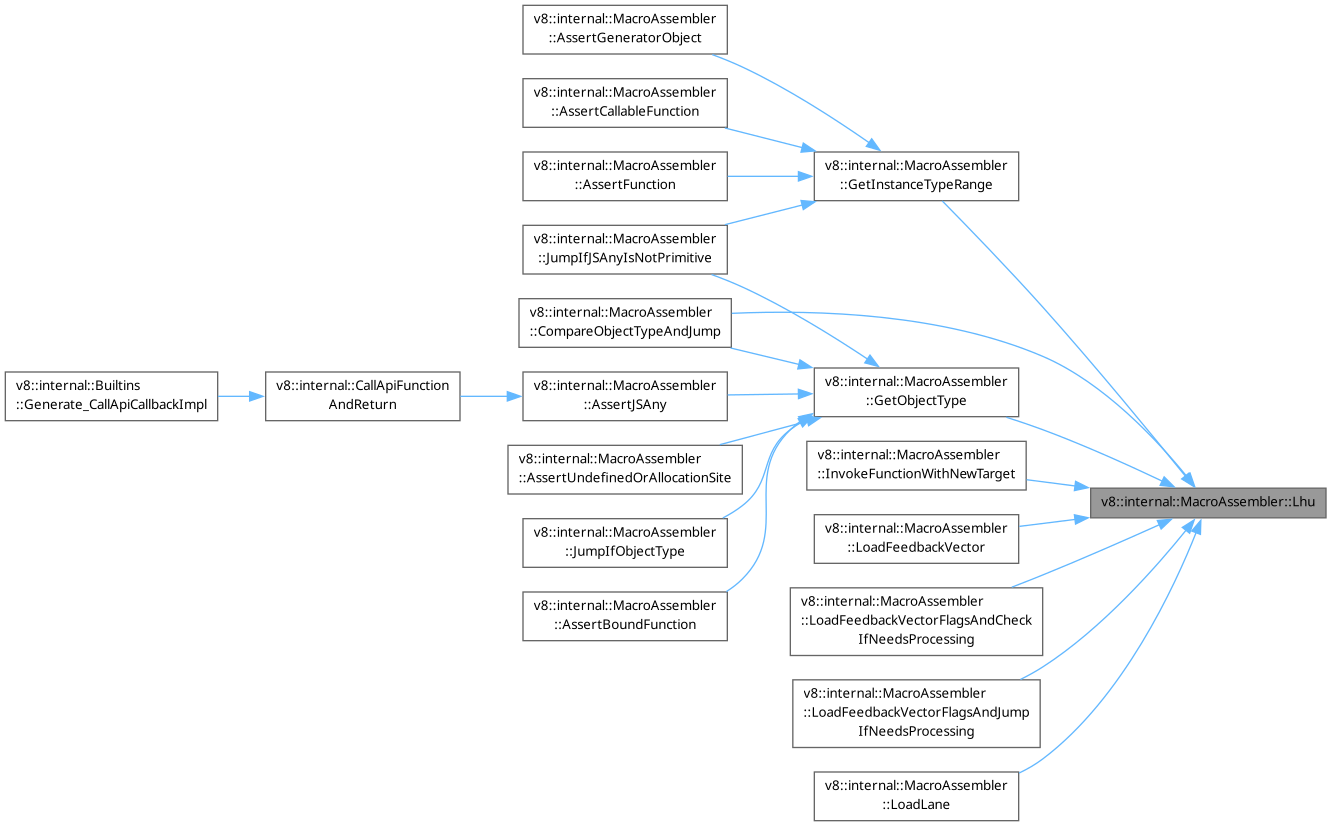 v8::internal::MacroAssembler
::AssertGeneratorObject
v8::internal::MacroAssembler
::AssertCallableFunction
v8::internal::MacroAssembler
::AssertFunction
v8::internal::MacroAssembler
::GetInstanceTypeRange
v8::internal::MacroAssembler
::JumpIfJSAnyIsNotPrimitive
v8::internal::MacroAssembler
::CompareObjectTypeAndJump
v8::internal::Builtins
::Generate_CallApiCallbackImpl
v8::internal::CallApiFunction
AndReturn
v8::internal::MacroAssembler
::AssertJSAny
v8::internal::MacroAssembler
::GetObjectType
v8::internal::MacroAssembler
::AssertUndefinedOrAllocationSite
v8::internal::MacroAssembler
::InvokeFunctionWithNewTarget
v8::internal::MacroAssembler::Lhu
v8::internal::MacroAssembler
::JumpIfObjectType
v8::internal::MacroAssembler
::LoadFeedbackVector
v8::internal::MacroAssembler
::AssertBoundFunction
v8::internal::MacroAssembler
::LoadFeedbackVectorFlagsAndCheck
IfNeedsProcessing
v8::internal::MacroAssembler
::LoadFeedbackVectorFlagsAndJump
IfNeedsProcessing
v8::internal::MacroAssembler
::LoadLane